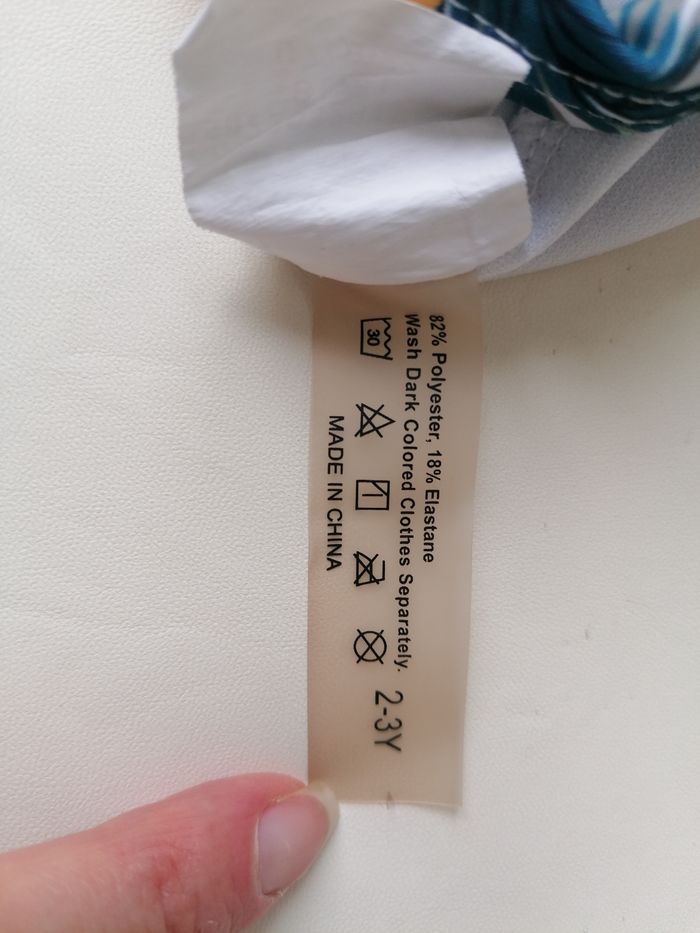 82% Polyester, 18% Elastane
Wash Dark Colored Clothes Separately.
30
MADE IN CHINA
2-3Y